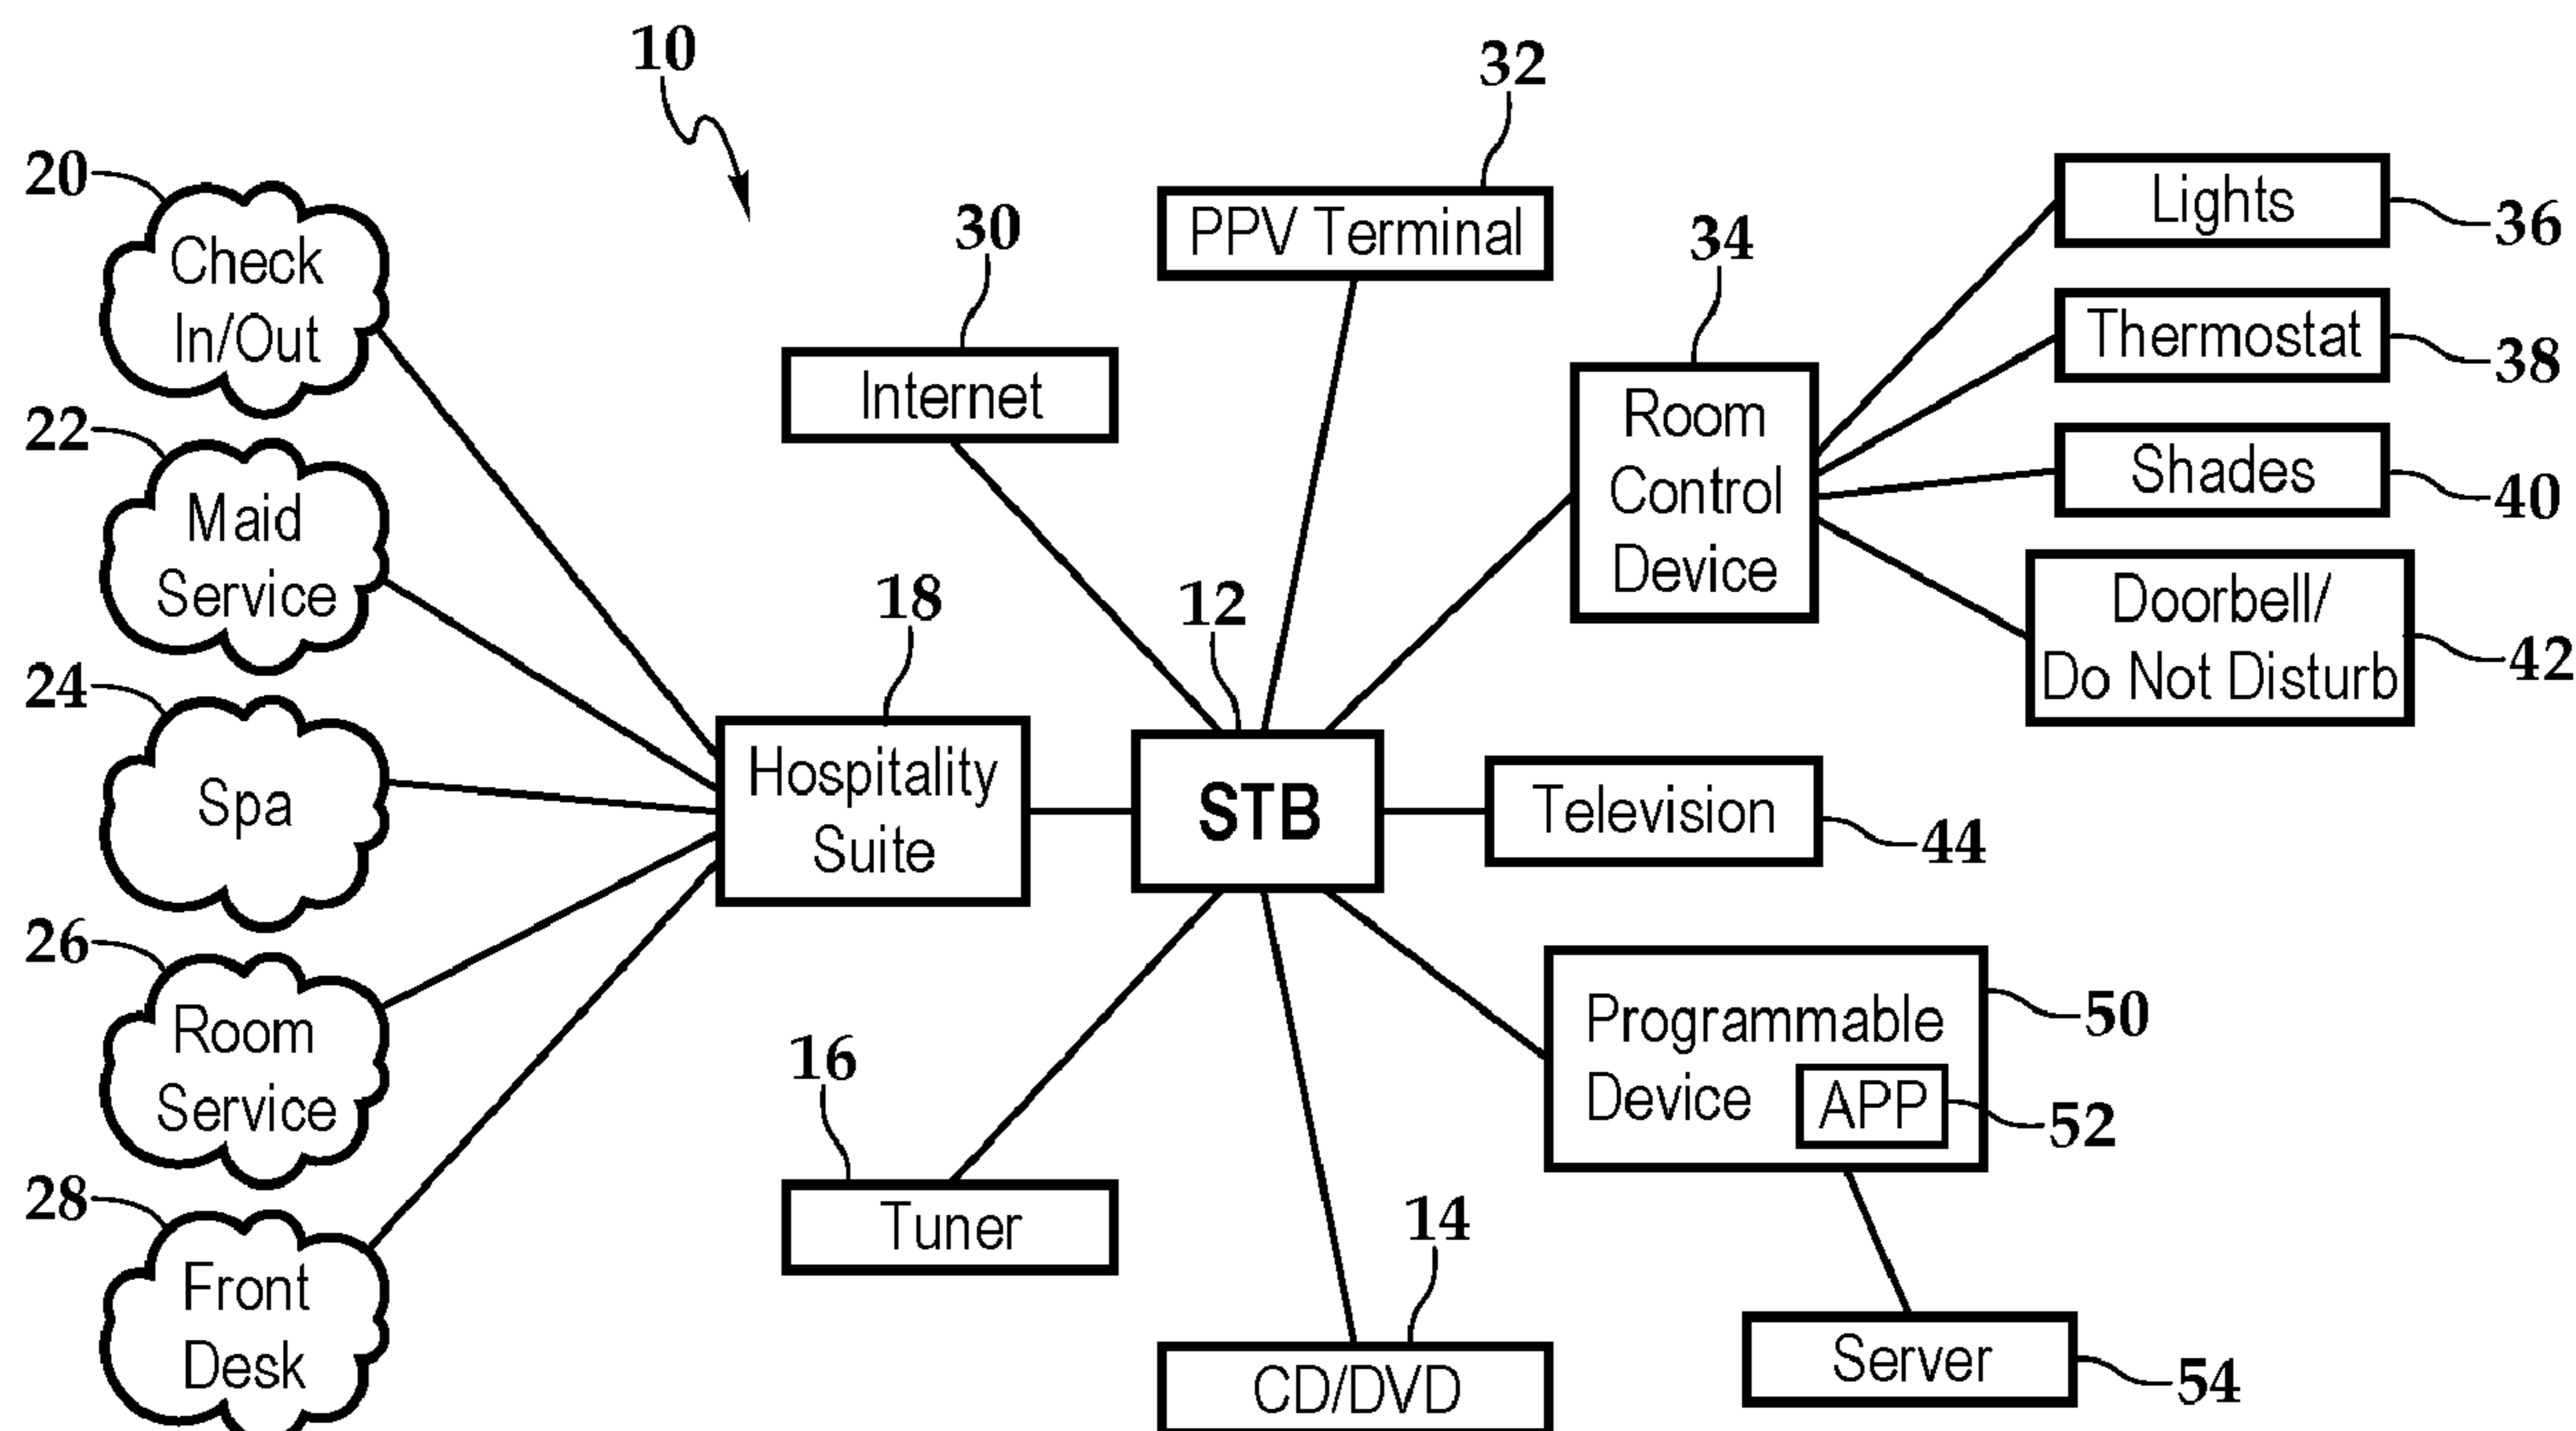 10
32
20
Check
In/Out
30
PPV Terminal
34
Lights
36
Internet
Thermostat
38
22
Maid
Service
Room
Control
Device
Shades
40
18
12
Doorbell/
Do Not Disturb
42
24
Spa
Hospitality
Suite
STB
Television
44
26
Room
Service
16
Programmable
Device
50
APP
52
28
Front
Desk
Tuner
14
CD/DVD
Server
54